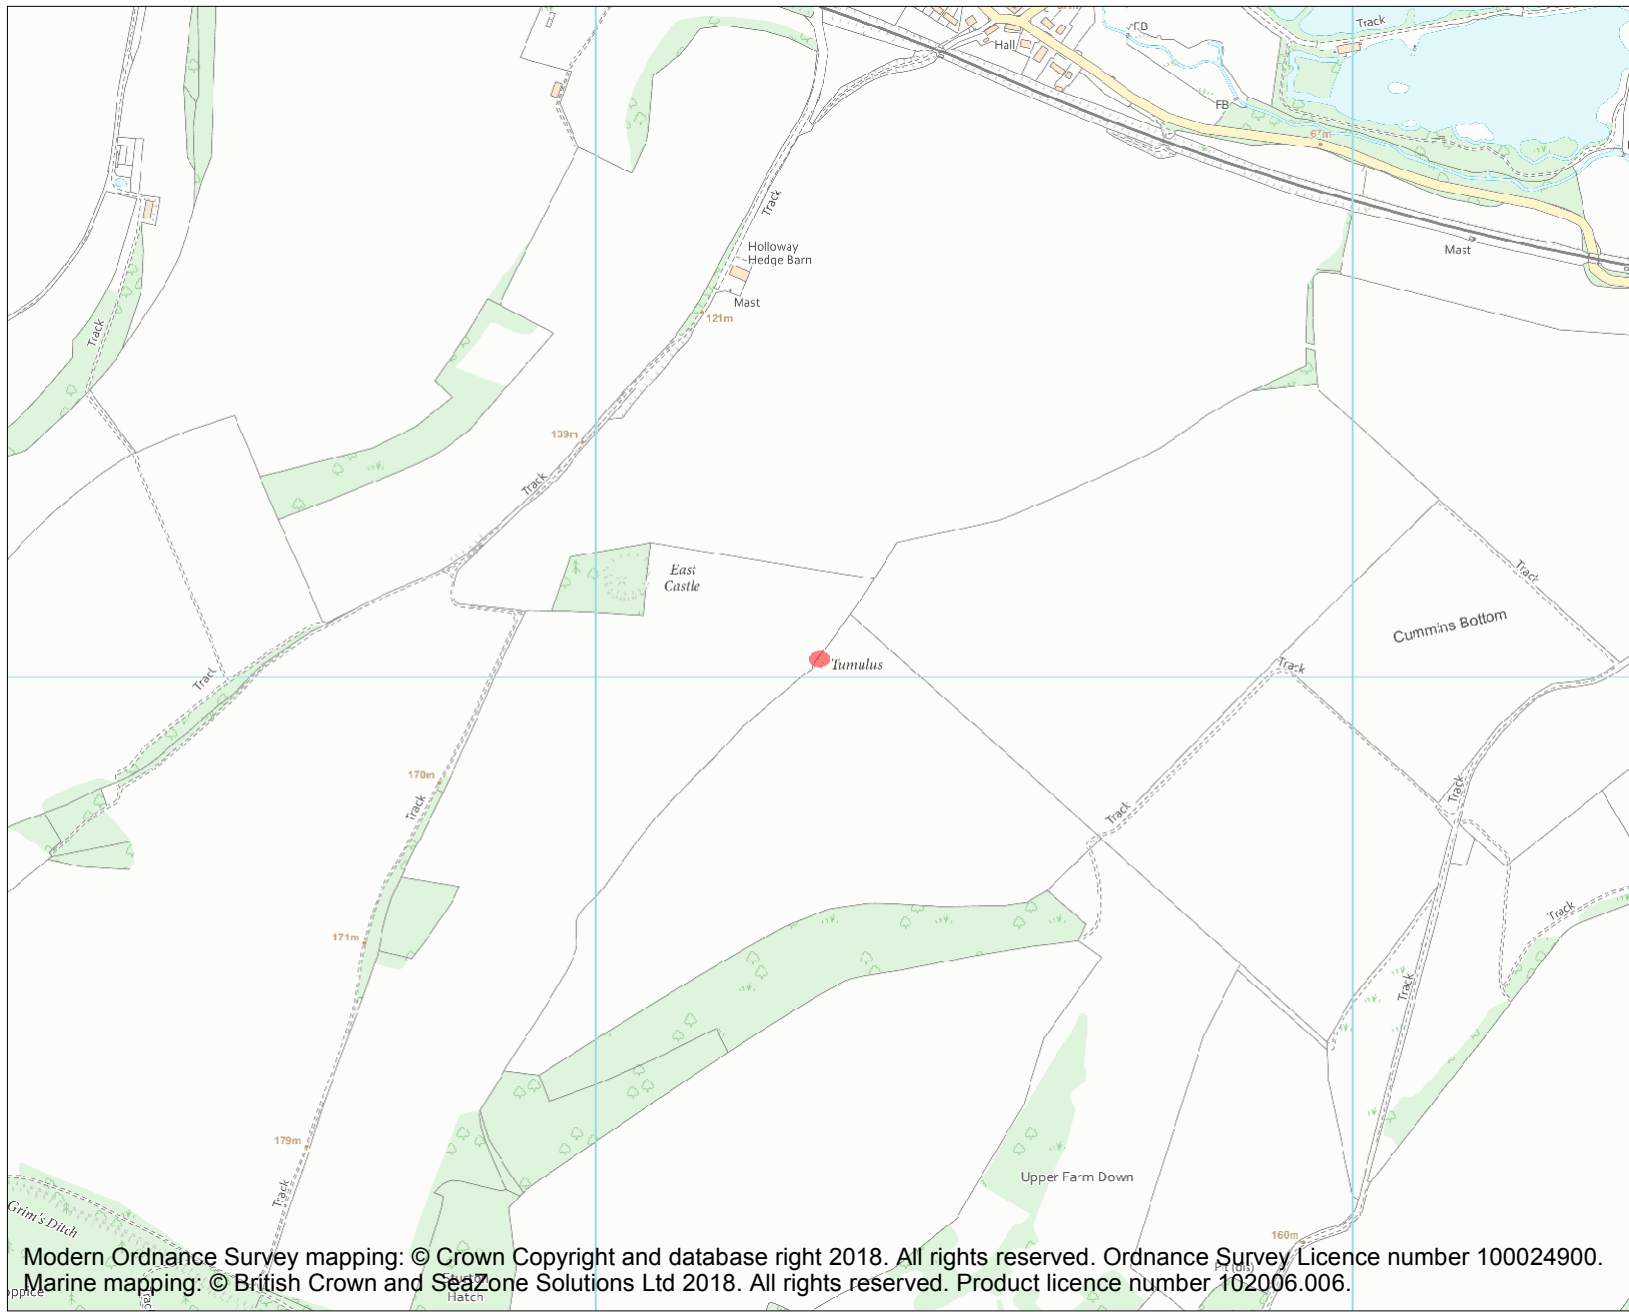 Track
FB
Hall
FB
67m
Track
Holloway
Hedge Barn
Mast
Mast
121m
Track
139m
Track
East
Castle
Track
Cummins Bottom
Tumulus
Track
Track
170m
Track
Track
Track
Track
171m
Track
179m
Track
Upper Farm Down
Grim's Ditch
160m
Modern Ordnance Survey mapping: © Crown Copyright and database right 2018. All rights reserved. Ordnance Survey Licence number 100024900.
Marine mapping: © British Crown and SeaZone Solutions Ltd 2018. All rights reserved. Product licence number 102006.006.
Hatch
oppice